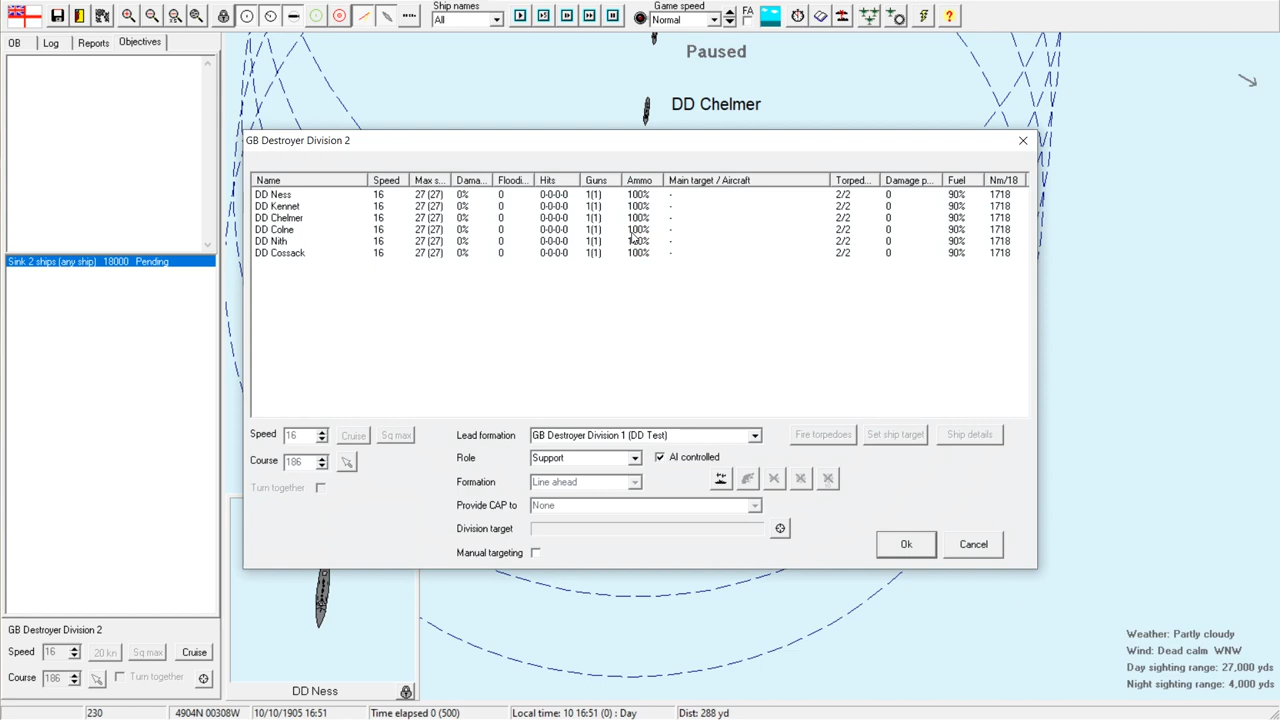 Ship names
All
Game speed
Normal
FA
OB Log Reports Objectives
Paused
DD Chelmer
GB Destroyer Division 2
Name Speed Max s... Dama... Floodi... Hits Guns Ammo Main target / Aircraft Torped... Damage p... Fuel Nm/18
DD Ness 16 27 (27) 0% 0 0-0-0-0 1(1) 100% - 2/2 0 90% 1718
DD Kennet 16 27 (27) 0% 0 0-0-0-0 1(1) 100% - 2/2 0 90% 1718
DD Chelmer 16 27 (27) 0% 0 0-0-0-0 1(1) 100% - 2/2 0 90% 1718
DD Colne 16 27 (27) 0% 0 0-0-0-0 1(1) 100% - 2/2 0 90% 1718
DD Nith 16 27 (27) 0% 0 0-0-0-0 1(1) 100% - 2/2 0 90% 1718
DD Cossack 16 27 (27) 0% 0 0-0-0-0 1(1) 100% - 2/2 0 90% 1718
Sink 2 ships (any ship) 18000 Pending
Speed 16 Cruise Sq max Lead formation GB Destroyer Division 1 (DD Test) Fire torpedoes Set ship target Ship details
Course 186 Role Support AI controlled
Turn together Formation Line ahead
Provide CAP to None
Division target
Manual targeting
Ok Cancel
GB Destroyer Division 2
Speed 16 20 kn Sq max Cruise
Course 186 Turn together
DD Ness
Weather: Partly cloudy
Wind: Dead calm WNW
Day sighting range: 27,000 yds
Night sighting range: 4,000 yds
230 4904N 00308W 10/10/1905 16:51 Time elapsed 0 (500) Local time: 10 16:51 (0) : Day Dist: 288 yd